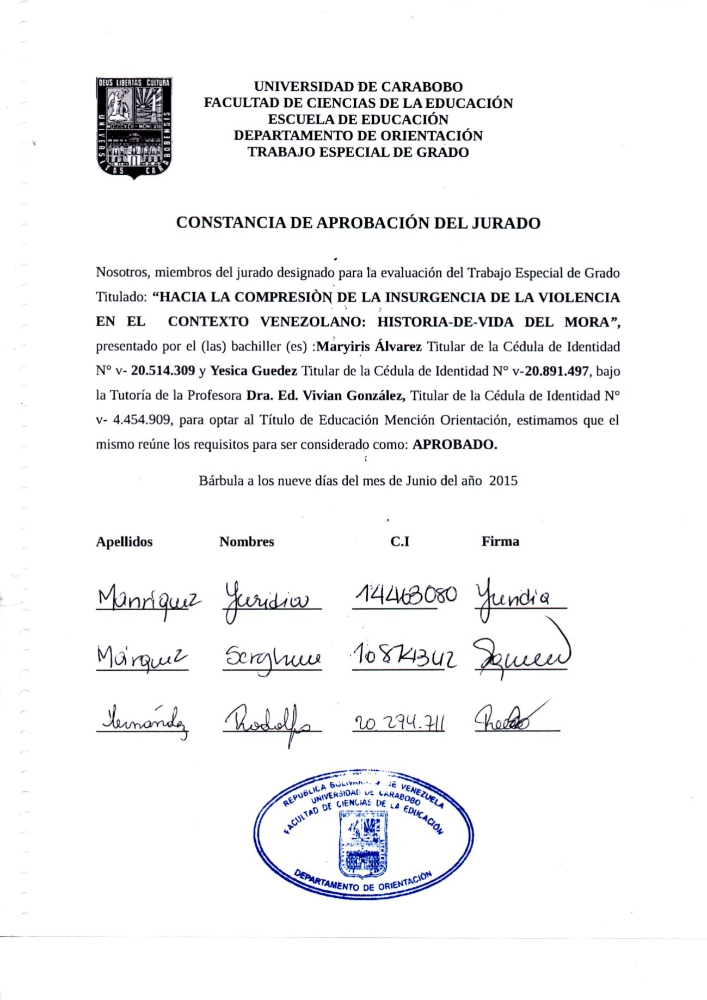 DEUS LIBERTAS CULTURA
UNIVERSITAS CARABOBENSIS
MDCCCXCII - MCMLVIII
UNIVERSIDAD DE CARABOBO
FACULTAD DE CIENCIAS DE LA EDUCACIÓN
ESCUELA DE EDUCACIÓN
DEPARTAMENTO DE ORIENTACIÓN
TRABAJO ESPECIAL DE GRADO
CONSTANCIA DE APROBACIÓN DEL JURADO
Nosotros, miembros del jurado designado para la evaluación del Trabajo Especial de Grado
Titulado: “HACIA LA COMPRESIÒN DE LA INSURGENCIA DE LA VIOLENCIA
EN EL CONTEXTO VENEZOLANO: HISTORIA-DE-VIDA DEL MORA”,
presentado por el (las) bachiller (es) :Maryiris Álvarez Titular de la Cédula de Identidad
N° v- 20.514.309 y Yesica Guedez Titular de la Cédula de Identidad N° v-20.891.497, bajo
la Tutoría de la Profesora Dra. Ed. Vivian González, Titular de la Cédula de Identidad N°
v- 4.454.909, para optar al Título de Educación Mención Orientación, estimamos que el
mismo reúne los requisitos para ser considerado como: APROBADO.
Bárbula a los nueve días del mes de Junio del año 2015
Apellidos Nombres C.I Firma
Manríquez Yuridia 14463080 Yuridia
Márquez
Hernández Rodolfo 20.294.711
REPUBLICA BOLIVARIANA DE VENEZUELA
UNIVERSIDAD DE CARABOBO
FACULTAD DE CIENCIAS DE LA EDUCACIÓN
DEPARTAMENTO DE ORIENTACIÓN